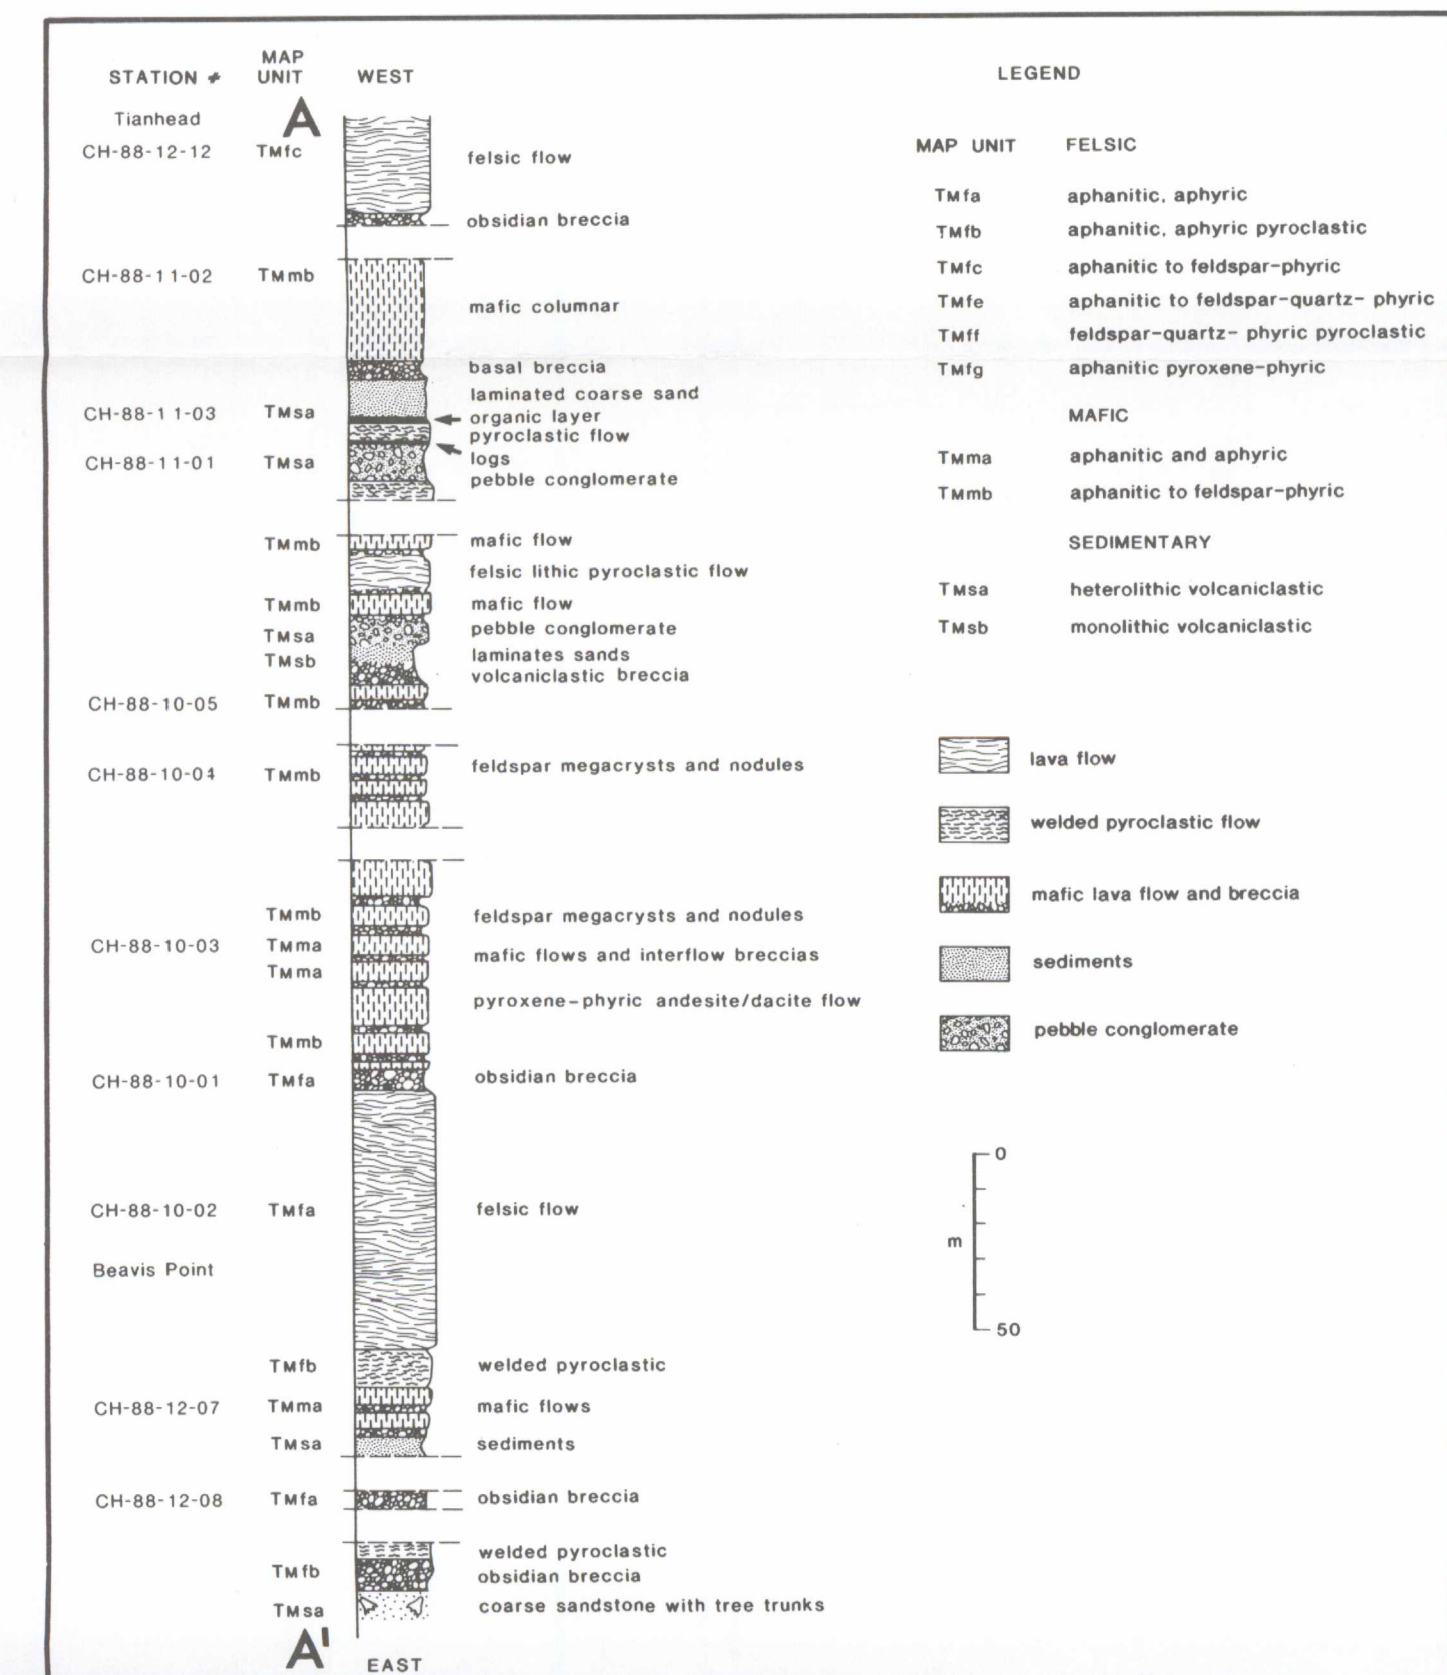 STATION # MAP UNIT WEST
Tianhead A
CH-88-12-12 TMfc felsic flow
obsidian breccia
CH-88-11-02 TMmb
mafic columnar
basal breccia
laminated coarse sand
CH-88-11-03 TMsa organic layer
pyroclastic flow
logs
CH-88-11-01 TMsa
pebble conglomerate
TMmb mafic flow
felsic lithic pyroclastic flow
TMmb mafic flow
TMsa pebble conglomerate
TMsb laminates sands
volcaniclastic breccia
CH-88-10-05 TMmb
CH-88-10-04 TMmb feldspar megacrysts and nodules
TMmb feldspar megacrysts and nodules
CH-88-10-03 TMma mafic flows and interflow breccias
TMma
pyroxene-phyric andesite/dacite flow
TMmb
CH-88-10-01 TMfa obsidian breccia
CH-88-10-02 TMfa felsic flow
Beavis Point
TMfb welded pyroclastic
CH-88-12-07 TMma mafic flows
TMsa sediments
CH-88-12-08 TMfa obsidian breccia
welded pyroclastic
TMfb obsidian breccia
TMsa coarse sandstone with tree trunks
A'
EAST
LEGEND
MAP UNIT FELSIC
TMfa aphanitic, aphyric
TMfb aphanitic, aphyric pyroclastic
TMfc aphanitic to feldspar-phyric
TMfe aphanitic to feldspar-quartz- phyric
TMff feldspar-quartz- phyric pyroclastic
TMfg aphanitic pyroxene-phyric
MAFIC
TMma aphanitic and aphyric
TMmb aphanitic to feldspar-phyric
SEDIMENTARY
TMsa heterolithic volcaniclastic
TMsb monolithic volcaniclastic
lava flow
welded pyroclastic flow
mafic lava flow and breccia
sediments
pebble conglomerate
0
m
50